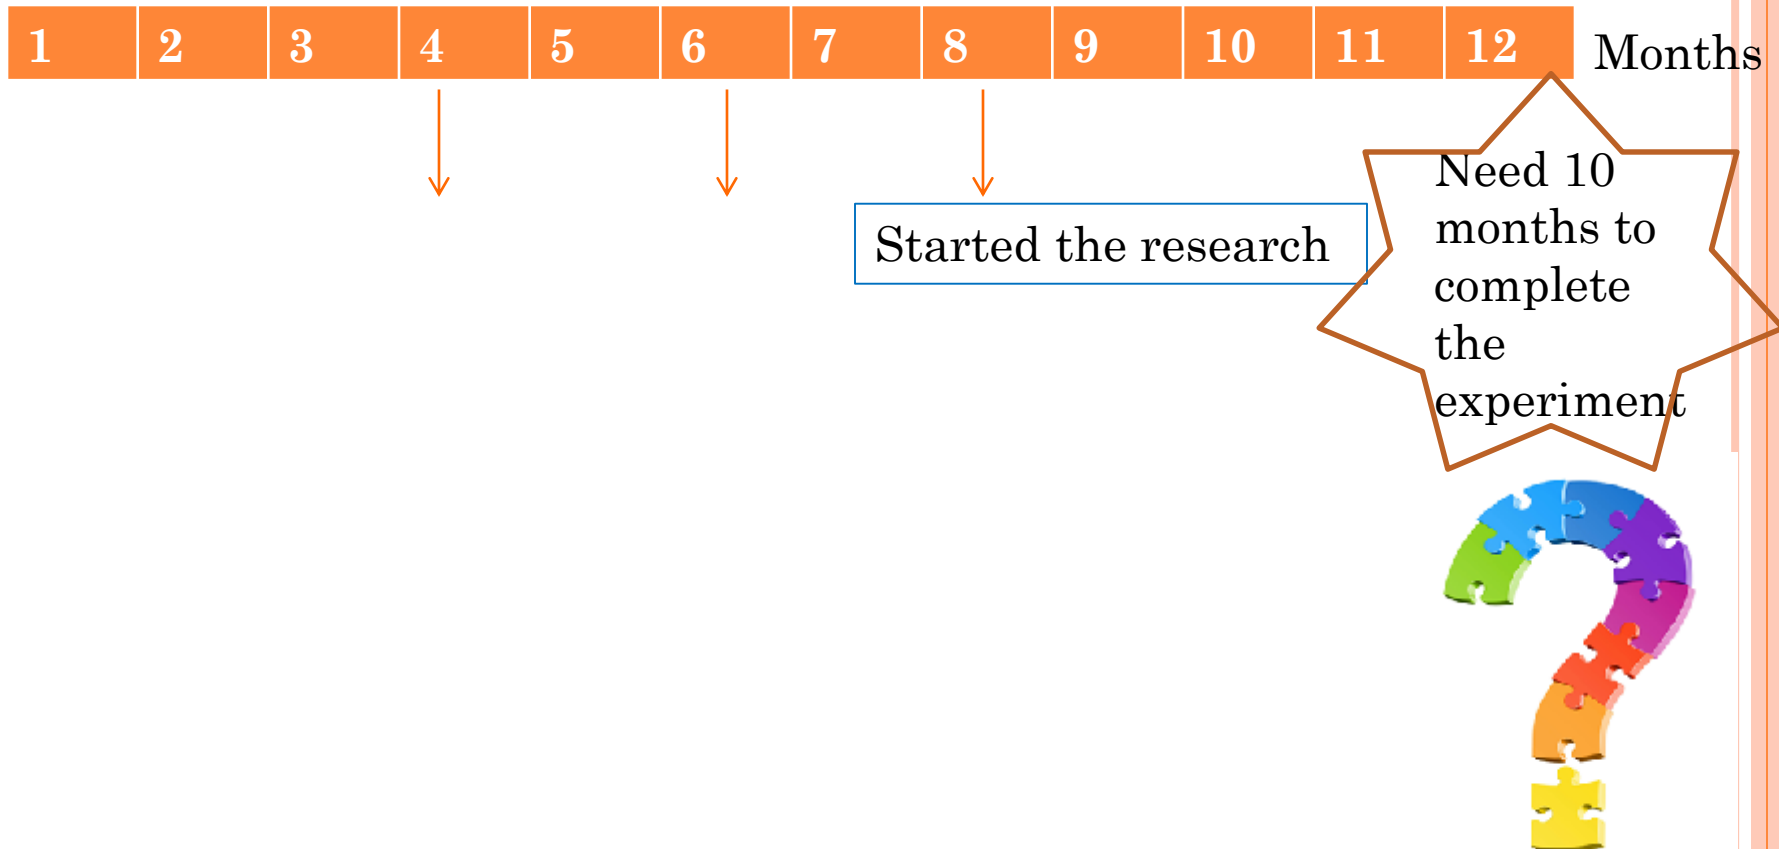 1 2 3 4 5 6 7 8 9 10 11 12 Months
Started the research
Need 10
months to
complete
the
experiment